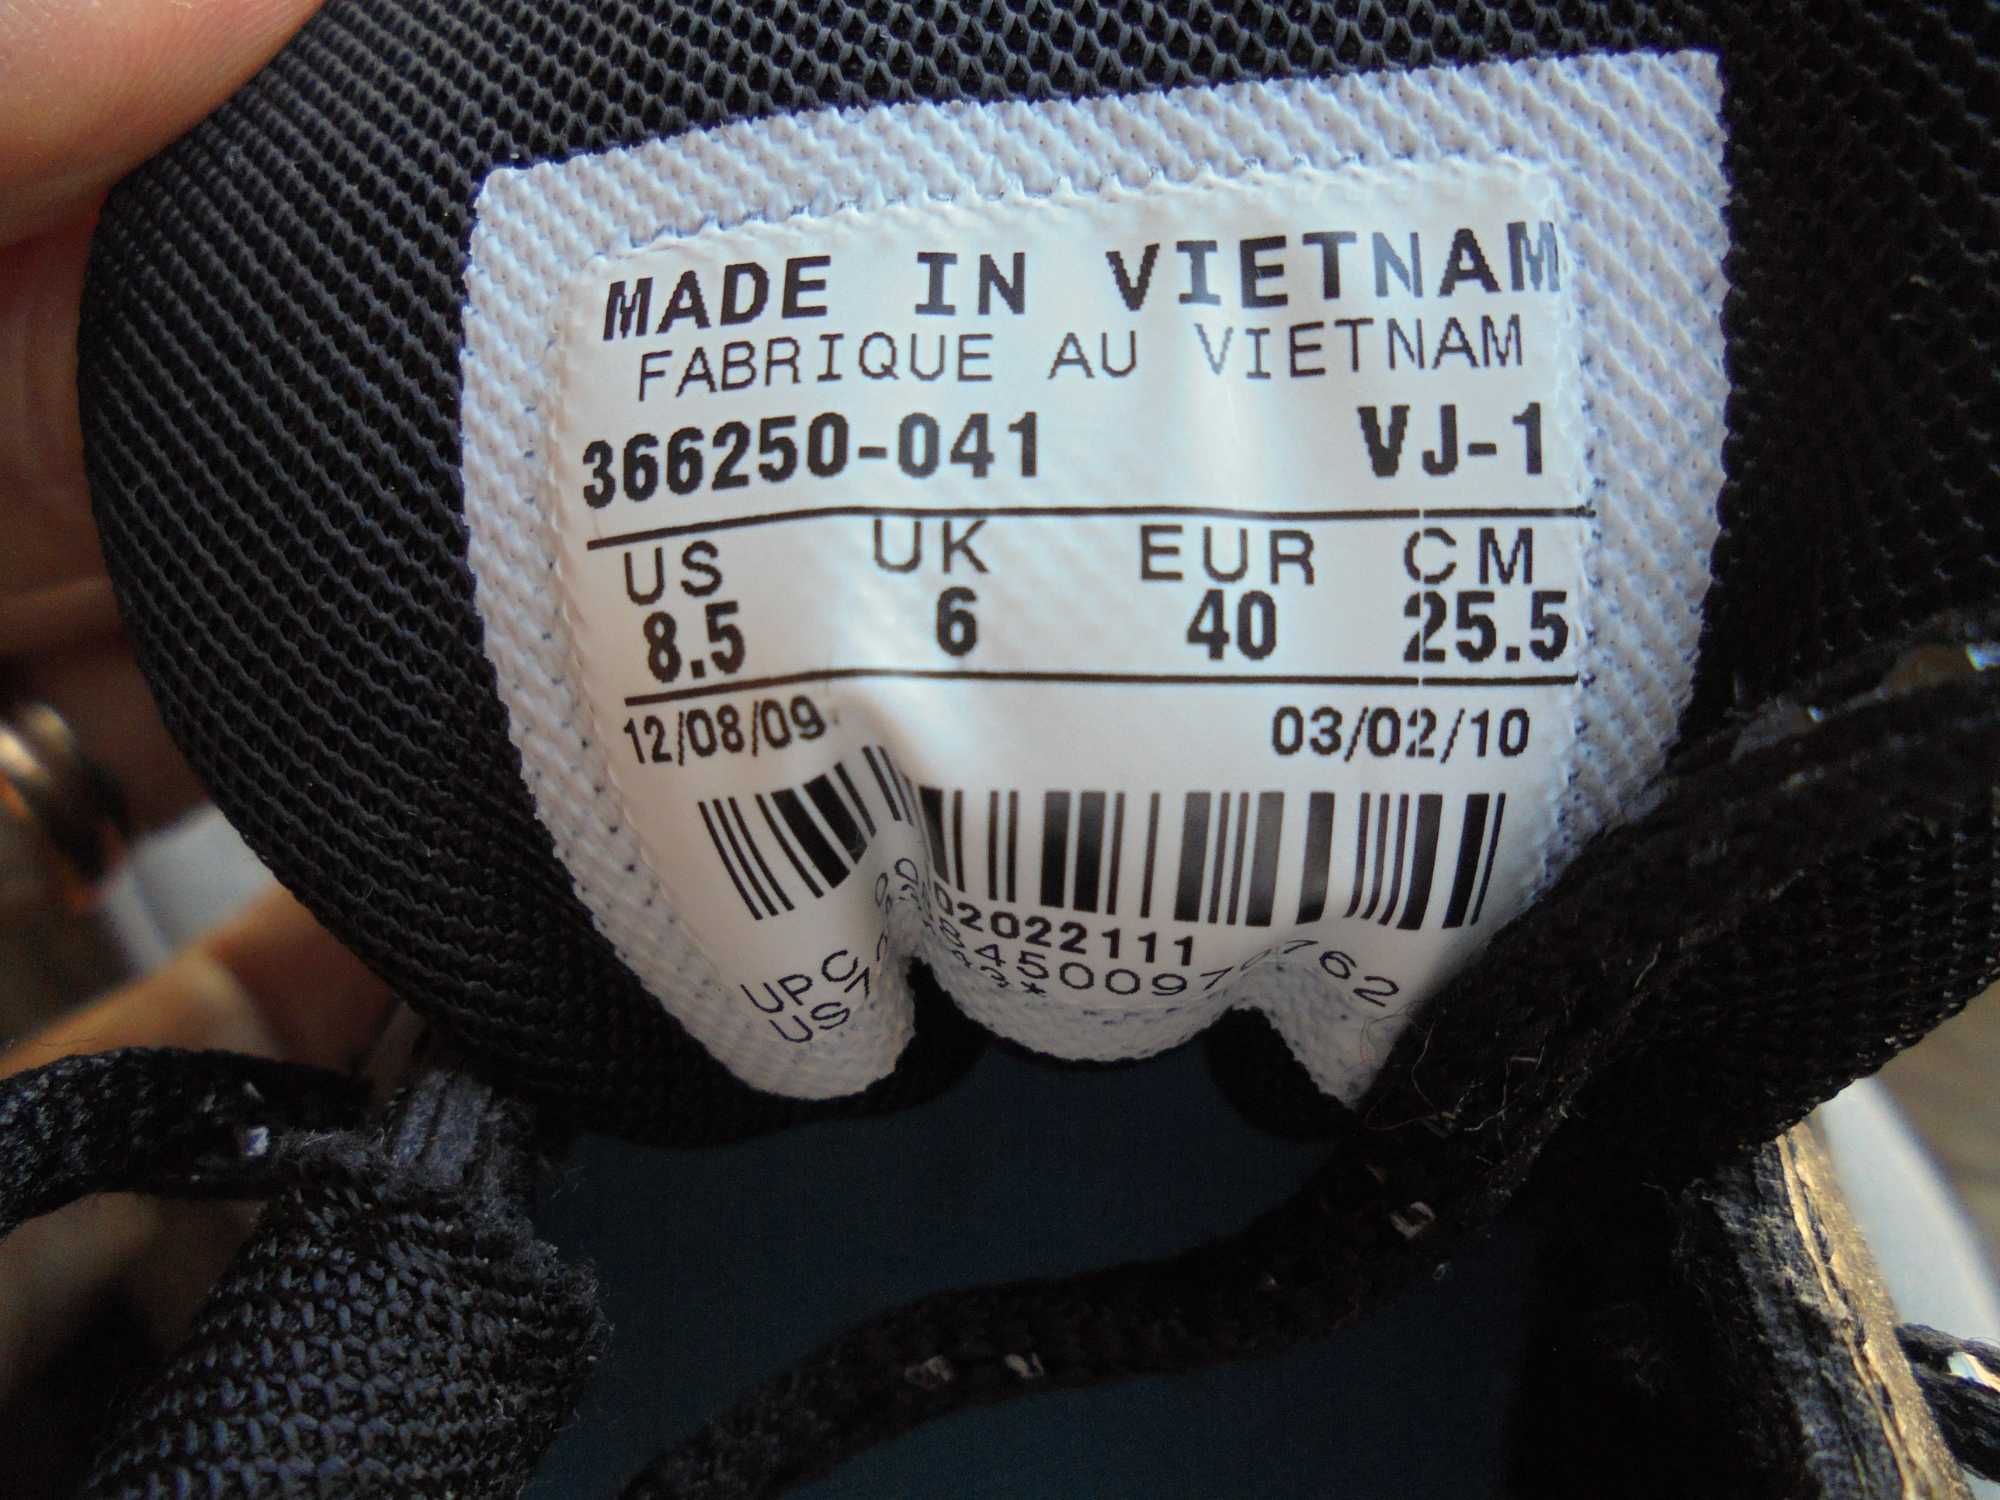 MADE IN VIETNAM
FABRIQUE AU VIETNAM
366250-041 VJ-1
US UK EUR CM
8.5 6 40 25.5
12/08/09 03/02/10
UPC